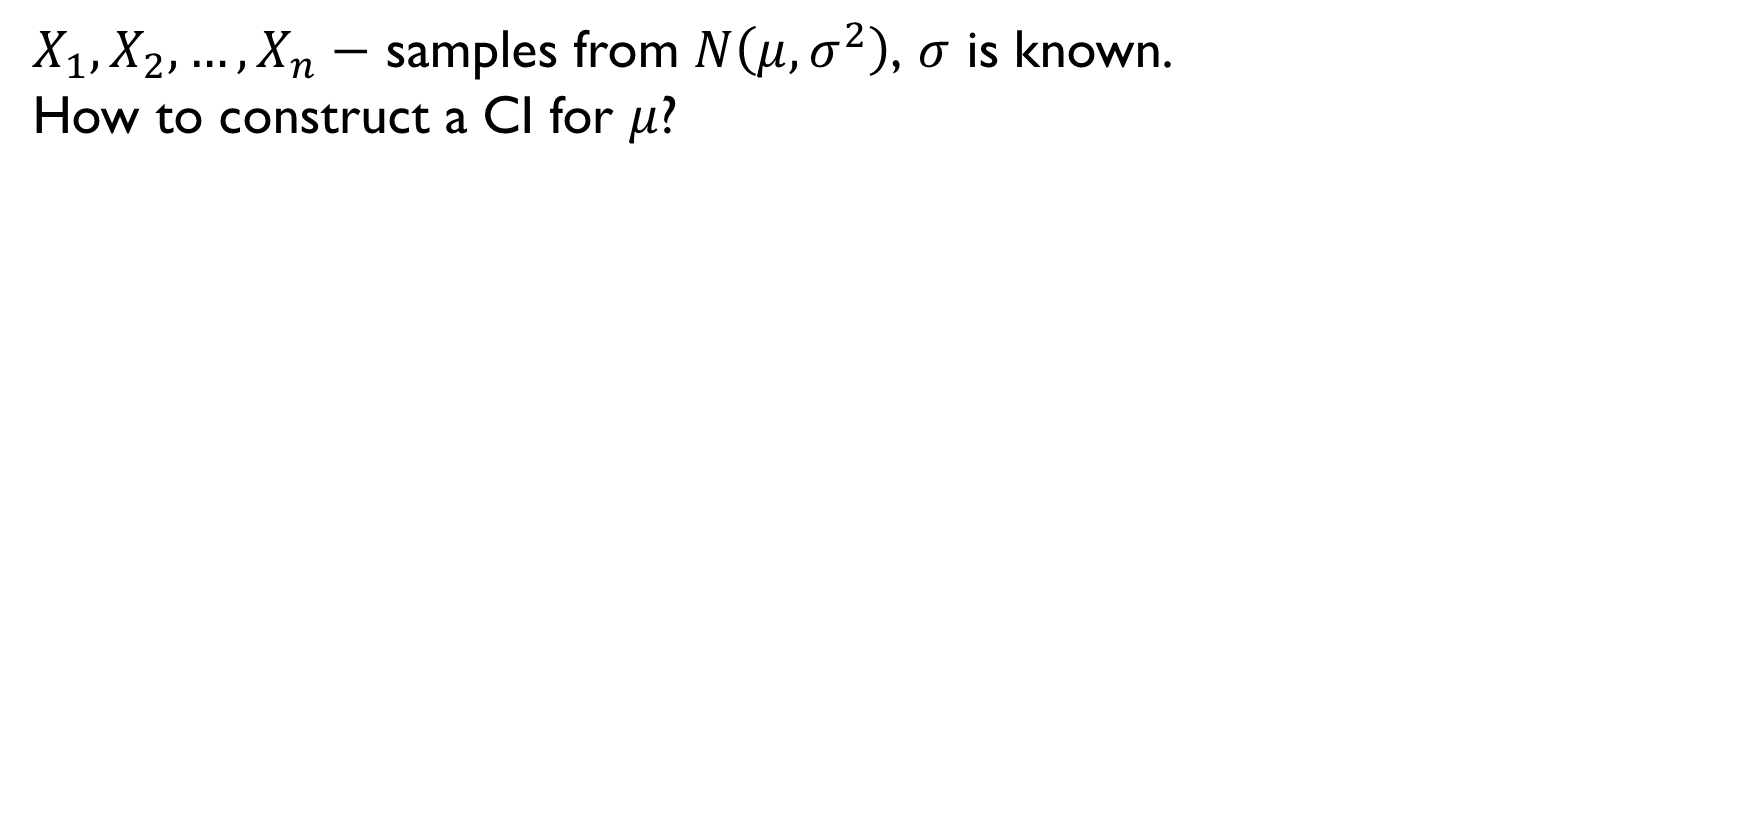 X₁, X₂, … , Xₙ − samples from N(μ, σ²), σ is known.
How to construct a CI for μ?